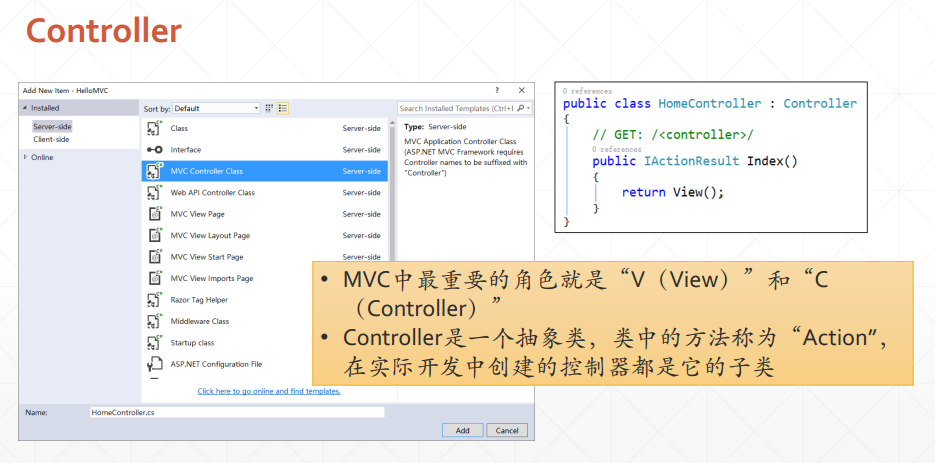 Controller
Add New Item - HelloMVC
? ×
Installed
Server-side
Client-side
Online
Sort by: Default
Search Installed Templates (Ctrl+
Class Server-side
Interface Server-side
MVC Controller Class Server-side
Web API Controller Class Server-side
MVC View Page Server-side
MVC View Layout Page Server-side
MVC View Start Page Server-side
MVC View Imports Page
Razor Tag Helper
Middleware Class
Startup class
ASP.NET Configuration File
Click here to go online and find templates.
Type: Server-side
MVC Application Controller Class
(ASP.NET MVC Framework requires
Controller names to be suffixed with
"Controller")
Name: HomeController.cs
Add Cancel
0 references
public class HomeController : Controller
{
// GET: /<controller>/
0 references
public IActionResult Index()
{
return View();
}
}
• MVC中最重要的角色就是“V（View）”和“C
（Controller）”
• Controller是一个抽象类，类中的方法称为“Action”，
在实际开发中创建的控制器都是它的子类